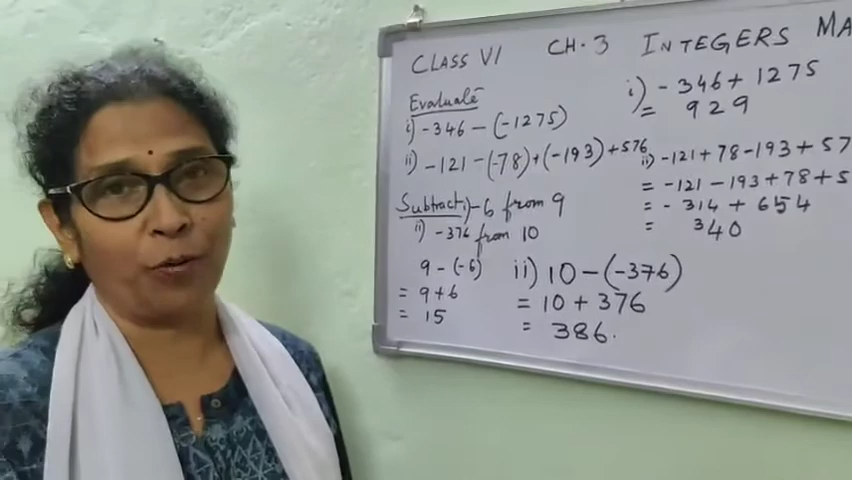 CLASS VI CH. 3 INTEGERS MA
Evaluate
i) -346 - (-1275)
ii) -121 - (-78) + (-193) + 576
Subtract i) -6 from 9
ii) -376 from 10
9 - (-6)
= 9 + 6
= 15
ii) 10 - (-376)
= 10 + 376
= 386.
i) -346 + 1275
= 929
ii) -121 + 78 - 193 + 57
= -121 - 193 + 78 + 5
= -314 + 654
= 340